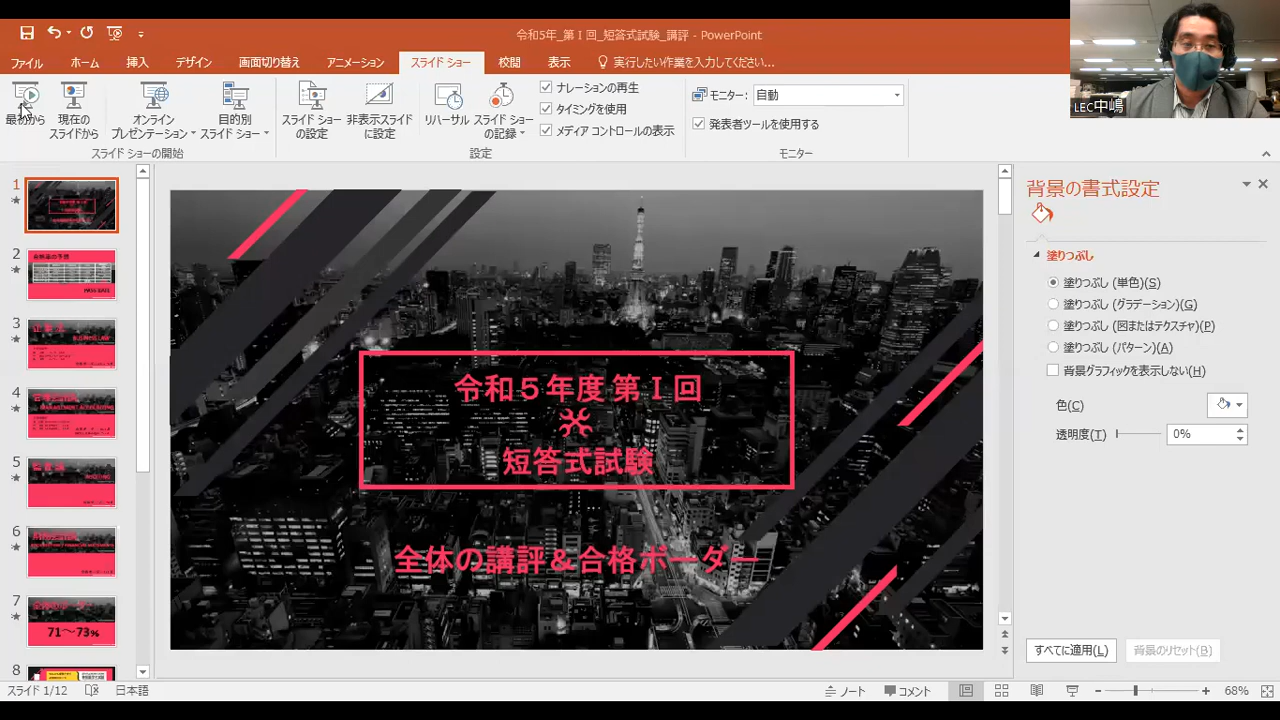 令和5年_第Ⅰ回_短答式試験_講評 - PowerPoint
ファイル ホーム 挿入 デザイン 画面切り替え アニメーション スライド ショー 校閲 表示 実行したい作業を入力してください...
LEC中嶋
最初から
現在の
スライドから
オンライン
プレゼンテーション
目的別
スライド ショー
スライド ショーの開始
スライド ショー
の設定
非表示スライド
に設定
リハーサル
スライド ショー
の記録
ナレーションの再生
タイミングを使用
メディア コントロールの表示
設定
モニター: 自動
発表者ツールを使用する
モニター
1
2
3
4
5
6
7
71～73%
8
令和5年度 第Ⅰ回
短答式試験
全体の講評&合格ボーダー
背景の書式設定
塗りつぶし
塗りつぶし (単色)(S)
塗りつぶし (グラデーション)(G)
塗りつぶし (図またはテクスチャ)(P)
塗りつぶし (パターン)(A)
背景グラフィックを表示しない(H)
色(C)
透明度(T) 0%
すべてに適用(L) 背景のリセット(B)
スライド 1/12 日本語 ノート コメント 68%